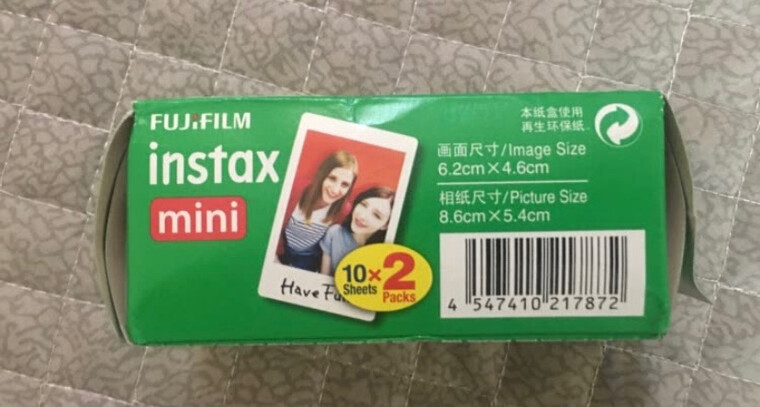 FUJIFILM
instax
mini
Have Fu
10×2
Sheets Packs
本纸盒使用
再生环保纸
画面尺寸/Image Size
6.2cm×4.6cm
相纸尺寸/Picture Size
8.6cm×5.4cm
4 547410 217872